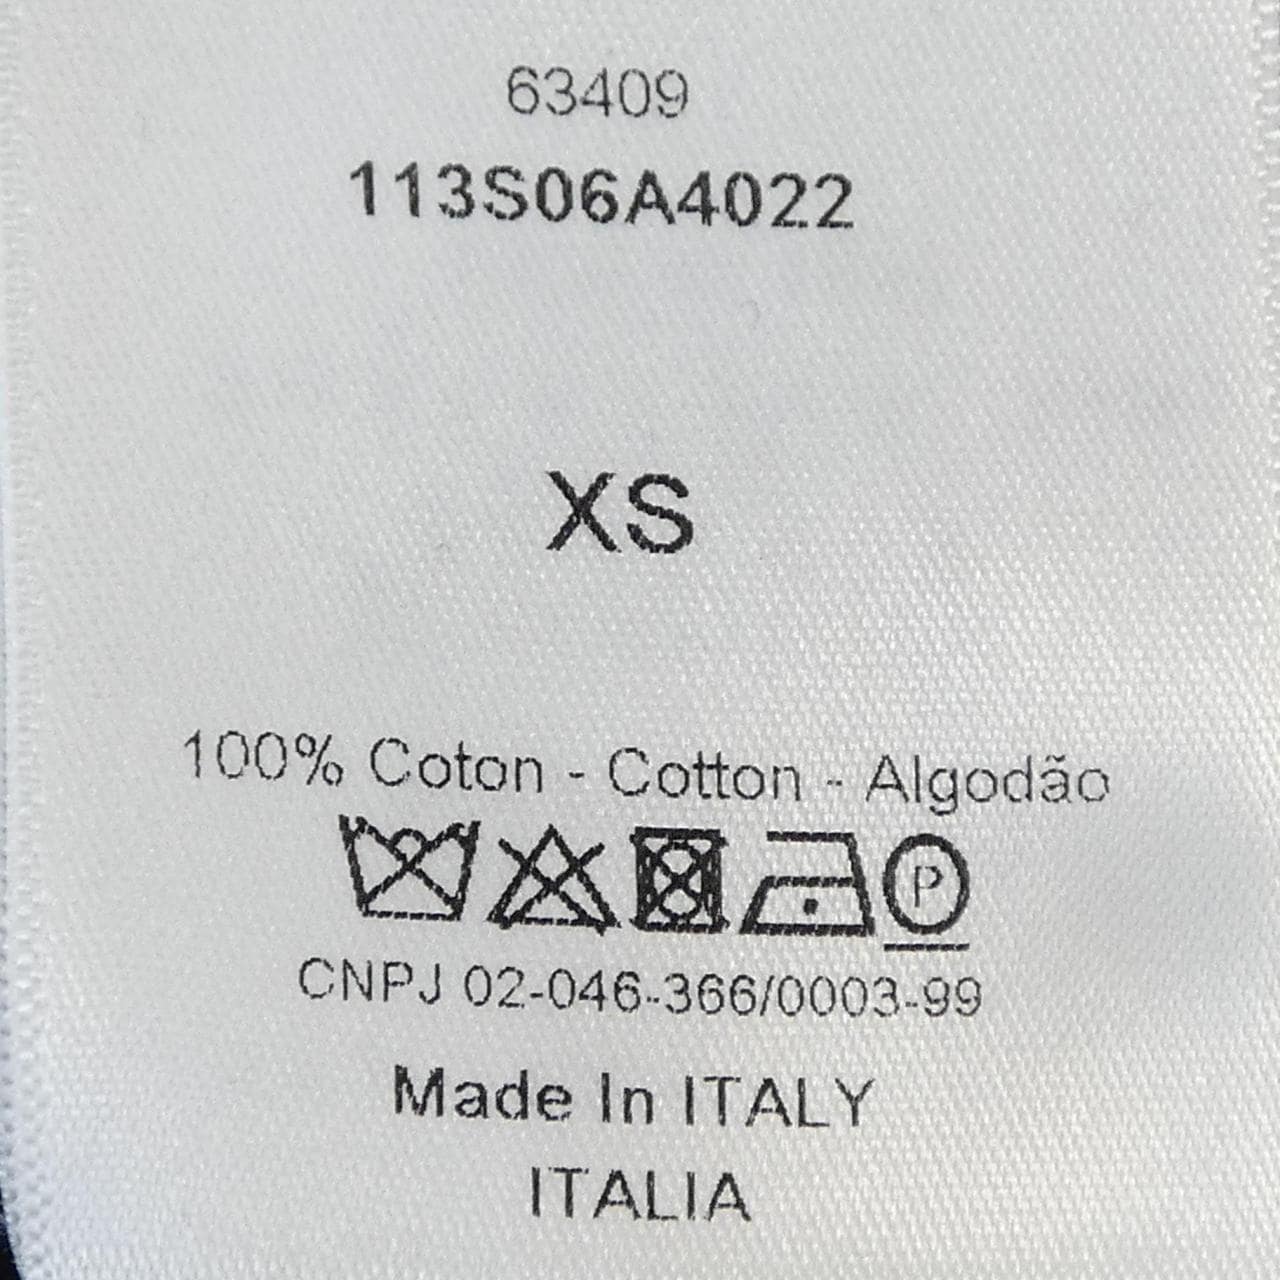 63409
113S06A4022
XS
100% Coton - Cotton - Algodão
P
CNPJ 02-046-366/0003-99
Made In ITALY
ITALIA